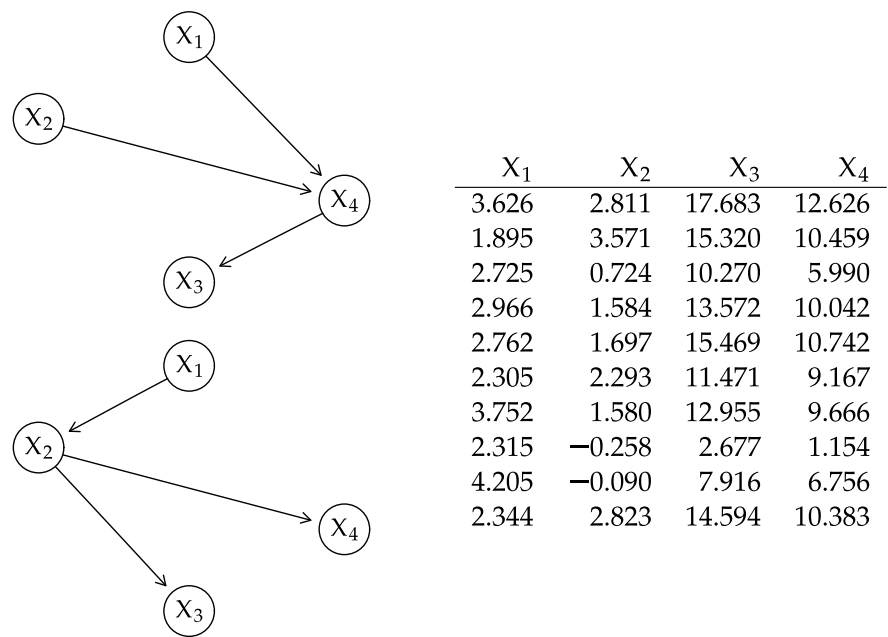 X₁
X₂
X₄
X₃
X₁
X₂
X₄
X₃
X₁ X₂ X₃ X₄
3.626 2.811 17.683 12.626
1.895 3.571 15.320 10.459
2.725 0.724 10.270 5.990
2.966 1.584 13.572 10.042
2.762 1.697 15.469 10.742
2.305 2.293 11.471 9.167
3.752 1.580 12.955 9.666
2.315 −0.258 2.677 1.154
4.205 −0.090 7.916 6.756
2.344 2.823 14.594 10.383